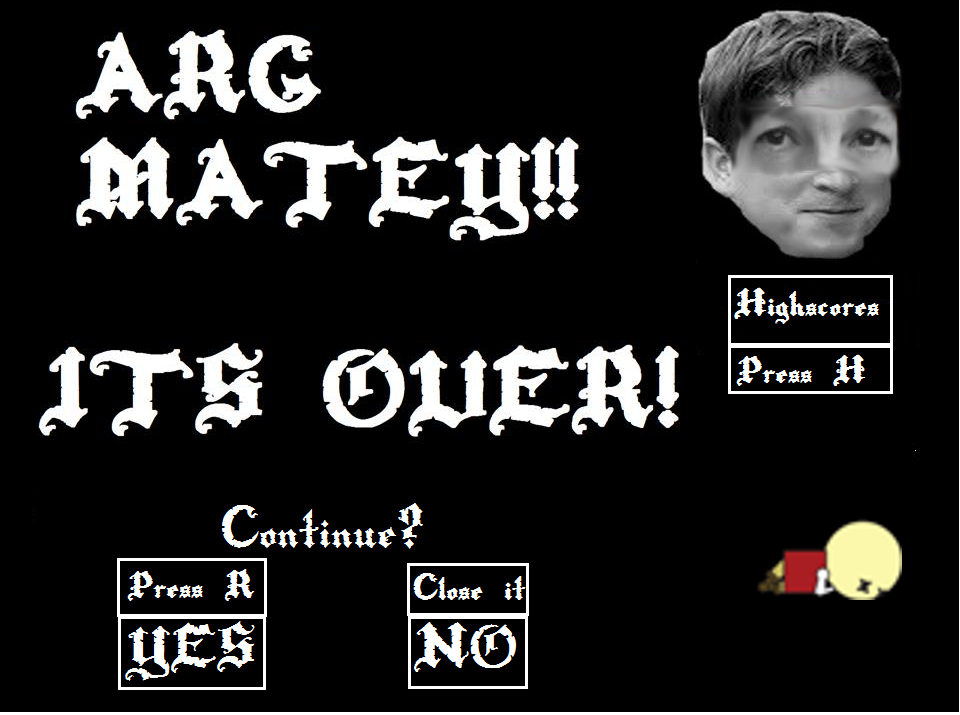 ARG
MATEY!!
Highscores
Press H
ITS OVER!
Continue?
Press R
YES
Close it
NO